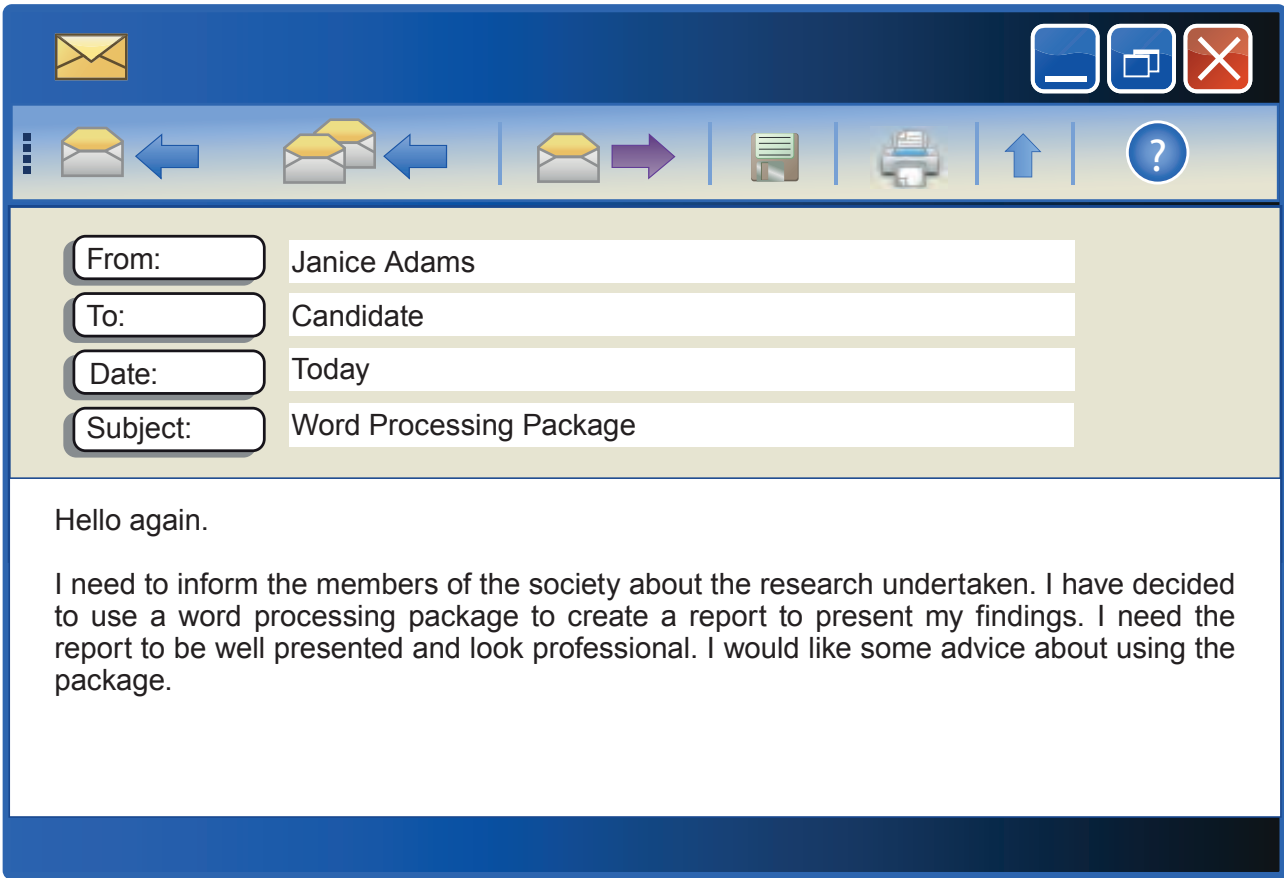 ?
From: Janice Adams
To: Candidate
Date: Today
Subject: Word Processing Package
Hello again.
I need to inform the members of the society about the research undertaken. I have decided
to use a word processing package to create a report to present my findings. I need the
report to be well presented and look professional. I would like some advice about using the
package.